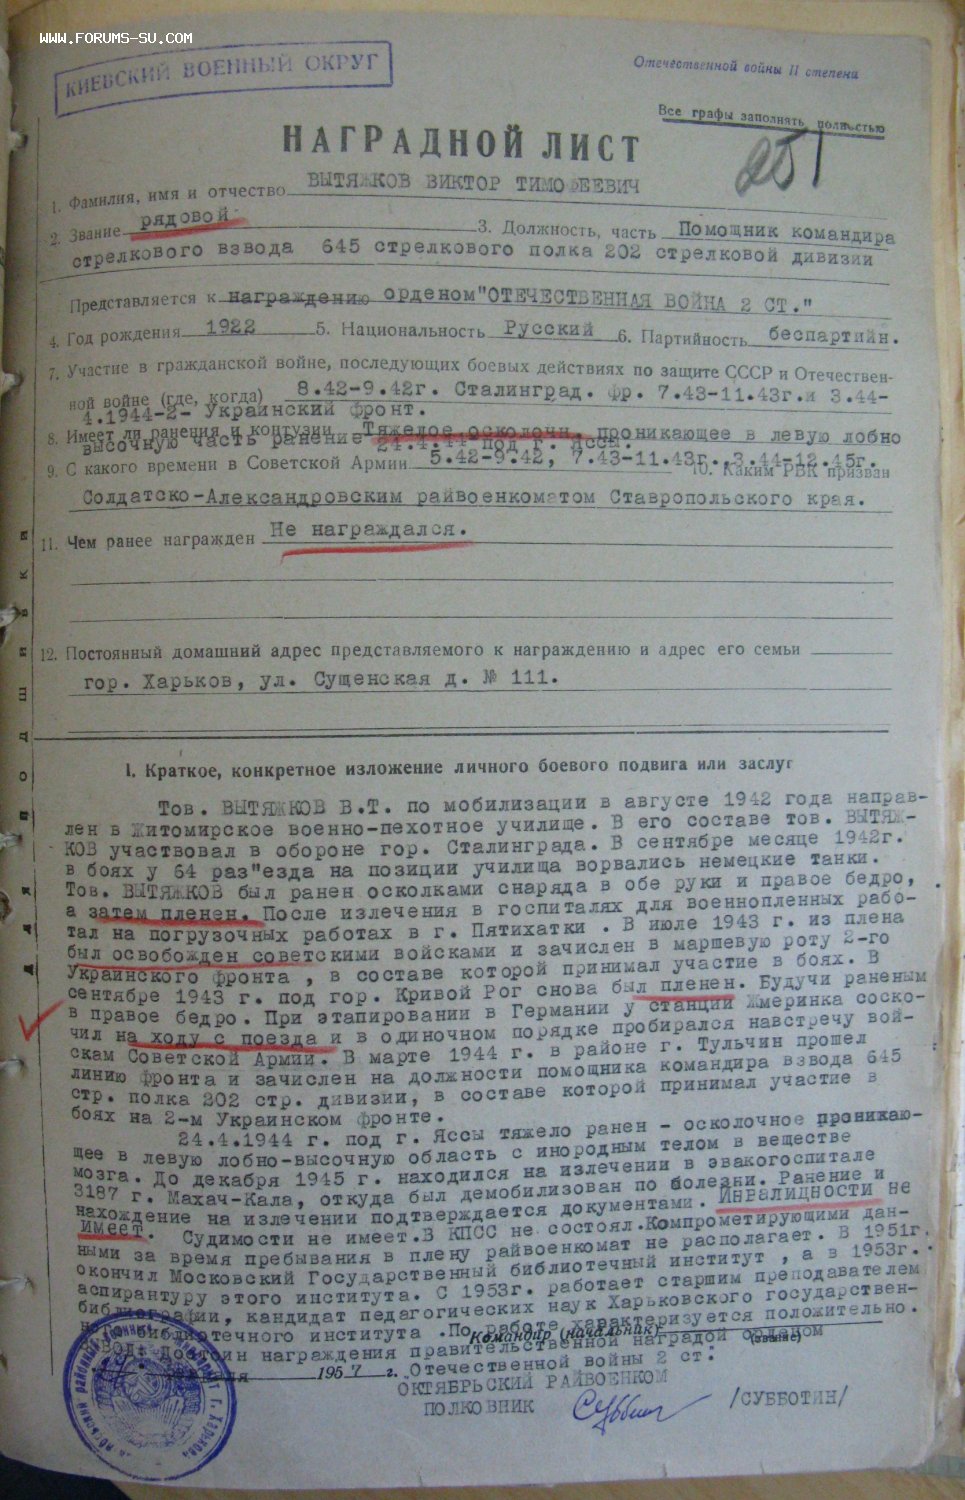 WWW.FORUMS-SU.COM
КИЕВСКИЙ ВОЕННЫЙ ОКРУГ
Отечественной войны II степени
Все графы заполнять полностью
НАГРАДНОЙ ЛИСТ
251
1. Фамилия, имя и отчество ВЫТЯЖКОВ ВИКТОР ТИМОФЕЕВИЧ
2. Звание рядовой 3. Должность, часть Помощник командира
стрелкового взвода 645 стрелкового полка 202 стрелковой дивизии
Представляется к награждению орденом "ОТЕЧЕСТВЕННАЯ ВОЙНА 2 СТ."
4. Год рождения 1922 5. Национальность Русский 6. Партийность беспартийн.
7. Участие в гражданской войне, последующих боевых действиях по защите СССР и Отечествен-
ной войне (где, когда) 8.42-9.42г. Сталинград. фр. 7.43-11.43г.и 3.44-
4.1944-2- Украинский фронт.
8. Имеет ли ранения и контузии Тяжелое осколочн. проникающее в левую лобно
высочную часть ранение 24.4.44 под г. Яссы.
9. С какого времени в Советской Армии 5.42-9.42, 7.43-11.43г.,3.44-12.45г.
10. Каким РВК призван
Солдатско-Александровским райвоенкоматом Ставропольского края.
11. Чем ранее награжден Не награждался.
12. Постоянный домашний адрес представляемого к награждению и адрес его семьи
гор. Харьков, ул. Сущенская д. № 111.
для подшивки
I. Краткое, конкретное изложение личного боевого подвига или заслуг
Тов. ВЫТЯЖКОВ В.Т. по мобилизации в августе 1942 года направ-
лен в Житомирское военно-пехотное училище. В его составе тов. ВЫТЯЖ-
КОВ участвовал в обороне гор. Сталинграда. В сентябре месяце 1942г.
в боях у 64 раз"езда на позиции училища ворвались немецкие танки.
Тов. ВЫТЯЖКОВ был ранен осколками снаряда в обе руки и правое бедро,
а затем пленен. После излечения в госпиталях для военнопленных рабо-
тал на погрузочных работах в г. Пятихатки . В июле 1943 г. из плена
был освобожден советскими войсками и зачислен в маршевую роту 2-го
Украинского фронта , в составе которой принимал участие в боях. В
сентябре 1943 г. под гор. Кривой Рог снова был пленен. Будучи раненым
в правое бедро. При этапировании в Германии у станции Жмеринка соско-
чил на ходу с поезда и в одиночном порядке пробирался навстречу вой-
скам Советской Армии. В марте 1944 г. в районе г. Тульчин прошел
линию фронта и зачислен на должности помощника командира взвода 645
стр. полка 202 стр. дивизии, в составе которой принимал участие в
боях на 2-м Украинском фронте.
24.4.1944 г. под г. Яссы тяжело ранен - осколочное проникаю-
щее в левую лобно-высочную область с инородным телом в веществе
мозга. До декабря 1945 г. находился на излечении в эвакогоспитале
3187 г. Махач-Кала, откуда был демобилизован по болезни. Ранение и
нахождение на излечении подтверждается документами. Инвалидности не
имеет. Судимости не имеет.В КПСС не состоял.Компрометирующими дан-
ными за время пребывания в плену райвоенкомат не располагает. В 1951г.
окончил Московский Государственный библиотечный институт , а в 1953г.
аспирантуру этого института. С 1953г. работает старшим преподавателем
библиографии, кандидат педагогических наук Харьковского государствен-
ного библиотечного института .По работе характеризуется положительно.
Командир (начальник)
(звание)
ВЫВОД: Достоин награждения правительственной наградой орденом
1957 г. Отечественной войны 2 ст.
ОКТЯБРЬСКИЙ РАЙВОЕНКОМ
ПОЛКОВНИК /СУББОТИН/